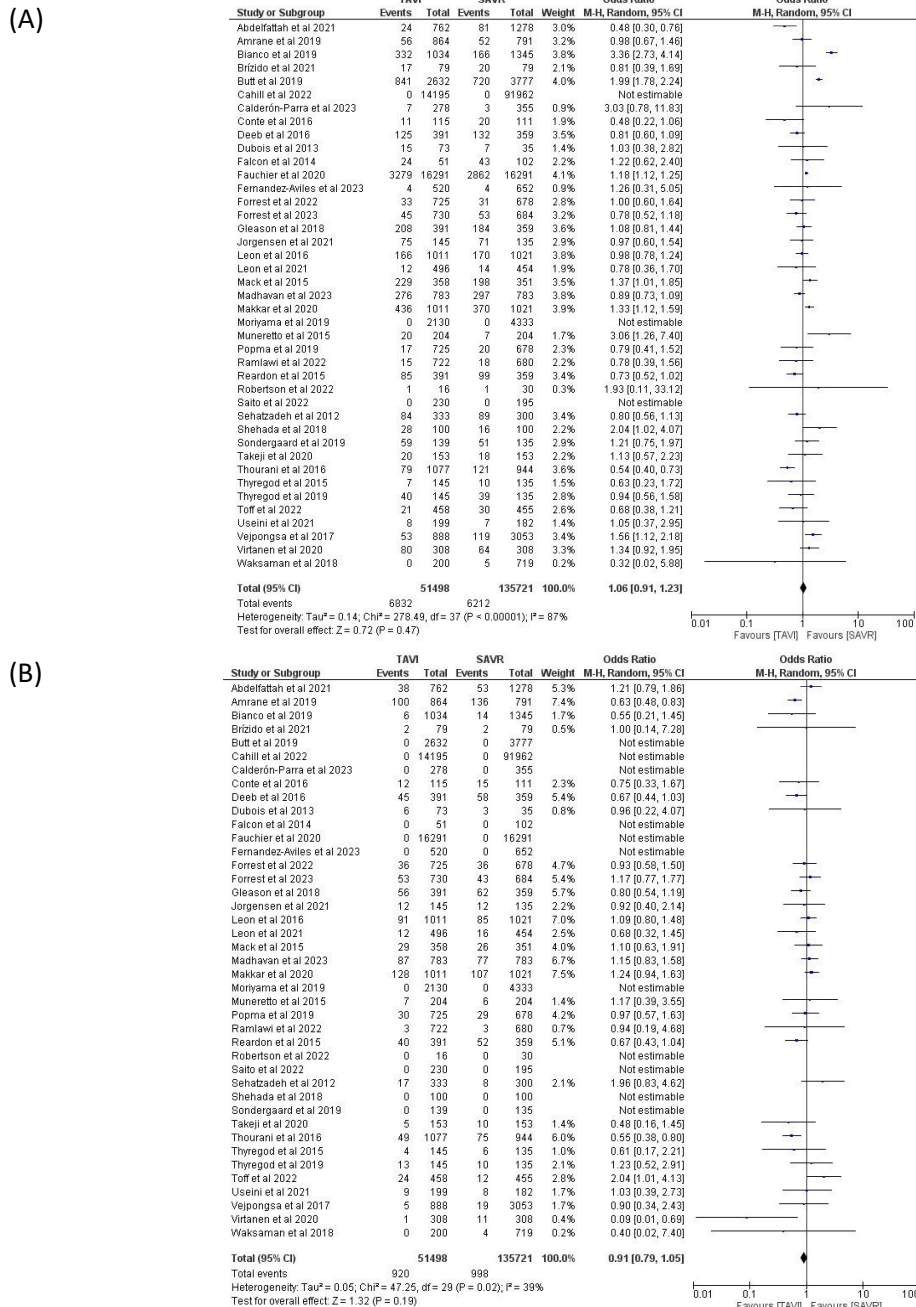 (A)
TAVI SAVR Odds Ratio Odds Ratio
Study or Subgroup Events Total Events Total Weight M-H, Random, 95% CI M-H, Random, 95% CI
Abdelfattah et al 2021 24 762 81 1278 3.0% 0.48 [0.30, 0.76]
Amrane et al 2019 56 864 52 791 3.1% 0.98 [0.67, 1.46]
Bianco et al 2019 332 1034 166 1345 3.8% 3.36 [2.73, 4.14]
Brízido et al 2021 17 79 20 79 2.1% 0.81 [0.39, 1.69]
Butt et al 2019 841 2632 720 3777 4.0% 1.99 [1.78, 2.24]
Cahill et al 2022 0 14195 0 91962 Not estimable
Calderón-Parra et al 2023 7 278 3 355 0.9% 3.03 [0.78, 11.83]
Conte et al 2016 11 115 20 111 2.0% 0.48 [0.22, 1.06]
Deeb et al 2016 125 391 132 359 3.5% 0.81 [0.60, 1.09]
Dubois et al 2013 15 73 7 35 1.5% 1.03 [0.38, 2.82]
Falcon et al 2014 24 51 43 102 2.2% 1.22 [0.62, 2.40]
Fauchier et al 2020 3279 16291 2862 16291 4.1% 1.18 [1.12, 1.25]
Fernandez-Aviles et al 2023 4 520 4 652 0.9% 1.26 [0.31, 5.05]
Forrest et al 2022 33 725 31 678 2.8% 1.00 [0.60, 1.64]
Forrest et al 2023 45 730 53 684 3.1% 0.78 [0.52, 1.18]
Gleason et al 2018 208 391 184 359 3.5% 1.08 [0.81, 1.44]
Jorgensen et al 2021 75 145 71 135 2.9% 0.97 [0.60, 1.54]
Leon et al 2016 166 1011 170 1021 3.7% 0.98 [0.78, 1.24]
Leon et al 2021 12 496 14 454 2.0% 0.78 [0.36, 1.70]
Mack et al 2015 229 358 198 351 3.5% 1.37 [1.01, 1.85]
Madhavan et al 2023 276 783 297 783 3.8% 0.89 [0.73, 1.09]
Makkar et al 2020 436 1011 370 1021 3.9% 1.33 [1.12, 1.59]
Moriyama et al 2019 0 2130 0 4333 Not estimable
Muneretto et al 2015 20 204 7 204 1.7% 3.06 [1.26, 7.40]
Popma et al 2019 17 725 20 678 2.3% 0.79 [0.41, 1.52]
Ramlawi et al 2022 15 722 18 680 2.2% 0.78 [0.39, 1.56]
Reardon et al 2015 85 391 99 359 3.4% 0.73 [0.52, 1.02]
Robertson et al 2022 1 16 1 30 0.3% 1.93 [0.11, 33.12]
Saito et al 2022 0 230 0 195 Not estimable
Sehatzadeh et al 2012 84 333 89 300 3.4% 0.80 [0.56, 1.13]
Shehada et al 2018 28 100 16 100 2.2% 2.04 [1.02, 4.07]
Sondergaard et al 2019 59 139 51 135 2.9% 1.21 [0.75, 1.97]
Takeji et al 2020 20 153 18 153 2.2% 1.13 [0.57, 2.23]
Thourani et al 2016 79 1077 121 944 3.5% 0.54 [0.40, 0.73]
Thyregod et al 2015 7 145 10 135 1.5% 0.63 [0.23, 1.72]
Thyregod et al 2019 40 145 39 135 2.7% 0.94 [0.56, 1.58]
Toff et al 2022 21 458 30 455 2.5% 0.68 [0.38, 1.21]
Useini et al 2021 8 199 7 182 1.4% 1.05 [0.37, 2.95]
Vejpongsa et al 2017 53 888 119 3053 3.4% 1.56 [1.12, 2.18]
Virtanen et al 2020 80 308 64 308 3.3% 1.34 [0.92, 1.95]
Waksaman et al 2018 0 200 5 719 0.2% 0.32 [0.02, 5.88]
Total (95% CI) 51498 135721 100.0% 1.06 [0.91, 1.23]
Total events 6832 6212
Heterogeneity: Tau² = 0.14; Chi² = 278.49, df = 37 (P < 0.00001); I² = 87%
Test for overall effect: Z = 0.72 (P = 0.47)
0.01 0.1 1 10 100
Favours [TAVI] Favours [SAVR]
(B)
TAVI SAVR Odds Ratio Odds Ratio
Study or Subgroup Events Total Events Total Weight M-H, Random, 95% CI M-H, Random, 95% CI
Abdelfattah et al 2021 38 762 53 1278 5.3% 1.21 [0.79, 1.86]
Amrane et al 2019 100 864 136 791 7.4% 0.63 [0.48, 0.83]
Bianco et al 2019 6 1034 14 1345 1.7% 0.55 [0.21, 1.45]
Brízido et al 2021 2 79 2 79 0.5% 1.00 [0.14, 7.28]
Butt et al 2019 0 2632 0 3777 Not estimable
Cahill et al 2022 0 14195 0 91962 Not estimable
Calderón-Parra et al 2023 0 278 0 355 Not estimable
Conte et al 2016 12 115 15 111 2.3% 0.75 [0.33, 1.67]
Deeb et al 2016 45 391 58 359 5.4% 0.67 [0.44, 1.03]
Dubois et al 2013 6 73 3 35 0.8% 0.96 [0.22, 4.07]
Falcon et al 2014 0 51 0 102 Not estimable
Fauchier et al 2020 0 16291 0 16291 Not estimable
Fernandez-Aviles et al 2023 0 520 0 652 Not estimable
Forrest et al 2022 36 725 36 678 4.7% 0.93 [0.58, 1.50]
Forrest et al 2023 53 730 43 684 5.4% 1.17 [0.77, 1.77]
Gleason et al 2018 56 391 62 359 5.7% 0.80 [0.54, 1.19]
Jorgensen et al 2021 12 145 12 135 2.1% 0.92 [0.40, 2.14]
Leon et al 2016 91 1011 85 1021 7.0% 1.09 [0.80, 1.48]
Leon et al 2021 12 496 16 454 2.5% 0.68 [0.32, 1.45]
Mack et al 2015 29 358 26 351 3.9% 1.10 [0.63, 1.91]
Madhavan et al 2023 87 783 77 783 6.7% 1.15 [0.83, 1.58]
Makkar et al 2020 128 1011 107 1021 7.5% 1.24 [0.94, 1.63]
Moriyama et al 2019 0 2130 0 4333 Not estimable
Muneretto et al 2015 7 204 6 204 1.4% 1.17 [0.39, 3.55]
Popma et al 2019 30 725 29 678 4.2% 0.97 [0.57, 1.63]
Ramlawi et al 2022 3 722 3 680 0.7% 0.94 [0.19, 4.68]
Reardon et al 2015 40 391 52 359 5.1% 0.67 [0.43, 1.04]
Robertson et al 2022 0 16 0 30 Not estimable
Saito et al 2022 0 230 0 195 Not estimable
Sehatzadeh et al 2012 17 333 8 300 2.1% 1.96 [0.83, 4.62]
Shehada et al 2018 0 100 0 100 Not estimable
Sondergaard et al 2019 0 139 0 135 Not estimable
Takeji et al 2020 5 153 10 153 1.4% 0.48 [0.16, 1.45]
Thourani et al 2016 49 1077 75 944 6.0% 0.55 [0.38, 0.80]
Thyregod et al 2015 4 145 6 135 1.0% 0.61 [0.17, 2.21]
Thyregod et al 2019 13 145 10 135 2.1% 1.23 [0.52, 2.91]
Toff et al 2022 24 458 12 455 2.8% 2.04 [1.01, 4.13]
Useini et al 2021 9 199 8 182 1.8% 1.03 [0.39, 2.73]
Vejpongsa et al 2017 5 888 19 3053 1.7% 0.90 [0.34, 2.43]
Virtanen et al 2020 1 308 11 308 0.4% 0.09 [0.01, 0.69]
Waksaman et al 2018 0 200 4 719 0.2% 0.40 [0.02, 7.40]
Total (95% CI) 51498 135721 100.0% 0.91 [0.79, 1.05]
Total events 920 998
Heterogeneity: Tau² = 0.05; Chi² = 47.25, df = 29 (P = 0.02); I² = 39%
Test for overall effect: Z = 1.32 (P = 0.19)
0.01 0.1 1 10 100
Favours [TAVI] Favours [SAVR]